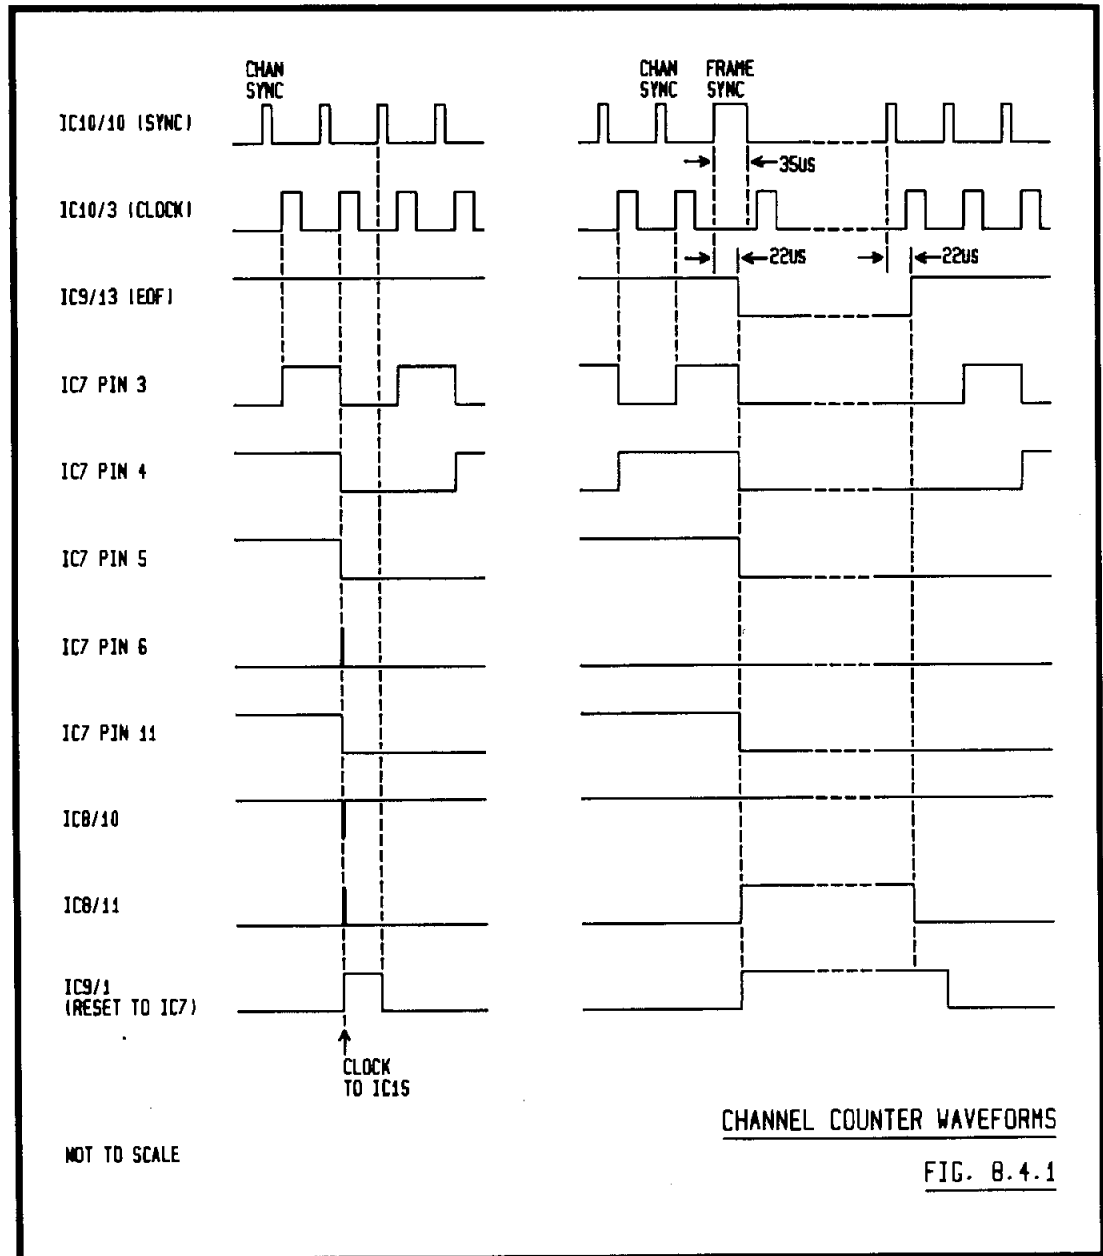 CHAN SYNC
CHAN SYNC
FRAME SYNC
IC10/10 (SYNC)
35US
IC10/3 (CLOCK)
22US
22US
IC9/13 (EOF)
IC7 PIN 3
IC7 PIN 4
IC7 PIN 5
IC7 PIN 6
IC7 PIN 11
IC8/10
IC8/11
IC9/1
(RESET TO IC7)
CLOCK
TO IC15
CHANNEL COUNTER WAVEFORMS
NOT TO SCALE
FIG. 8.4.1